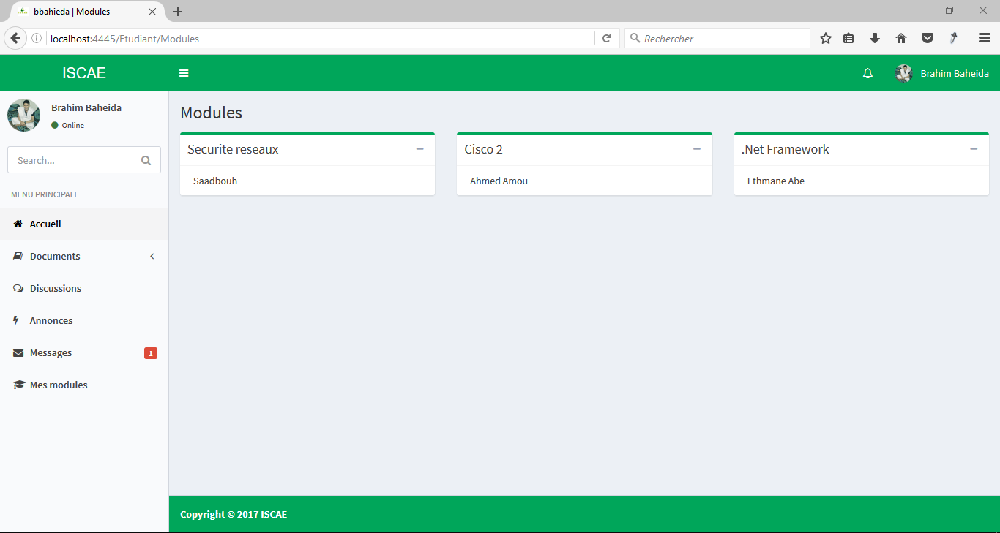 bbahieda | Modules
localhost:4445/Etudiant/Modules
Rechercher
ISCAE
Brahim Baheida
Brahim Baheida
Online
Search...
MENU PRINCIPALE
Accueil
Documents
Discussions
Annonces
Messages
1
Mes modules
Modules
Securite reseaux
Saadbouh
Cisco 2
Ahmed Amou
.Net Framework
Ethmane Abe
Copyright © 2017 ISCAE